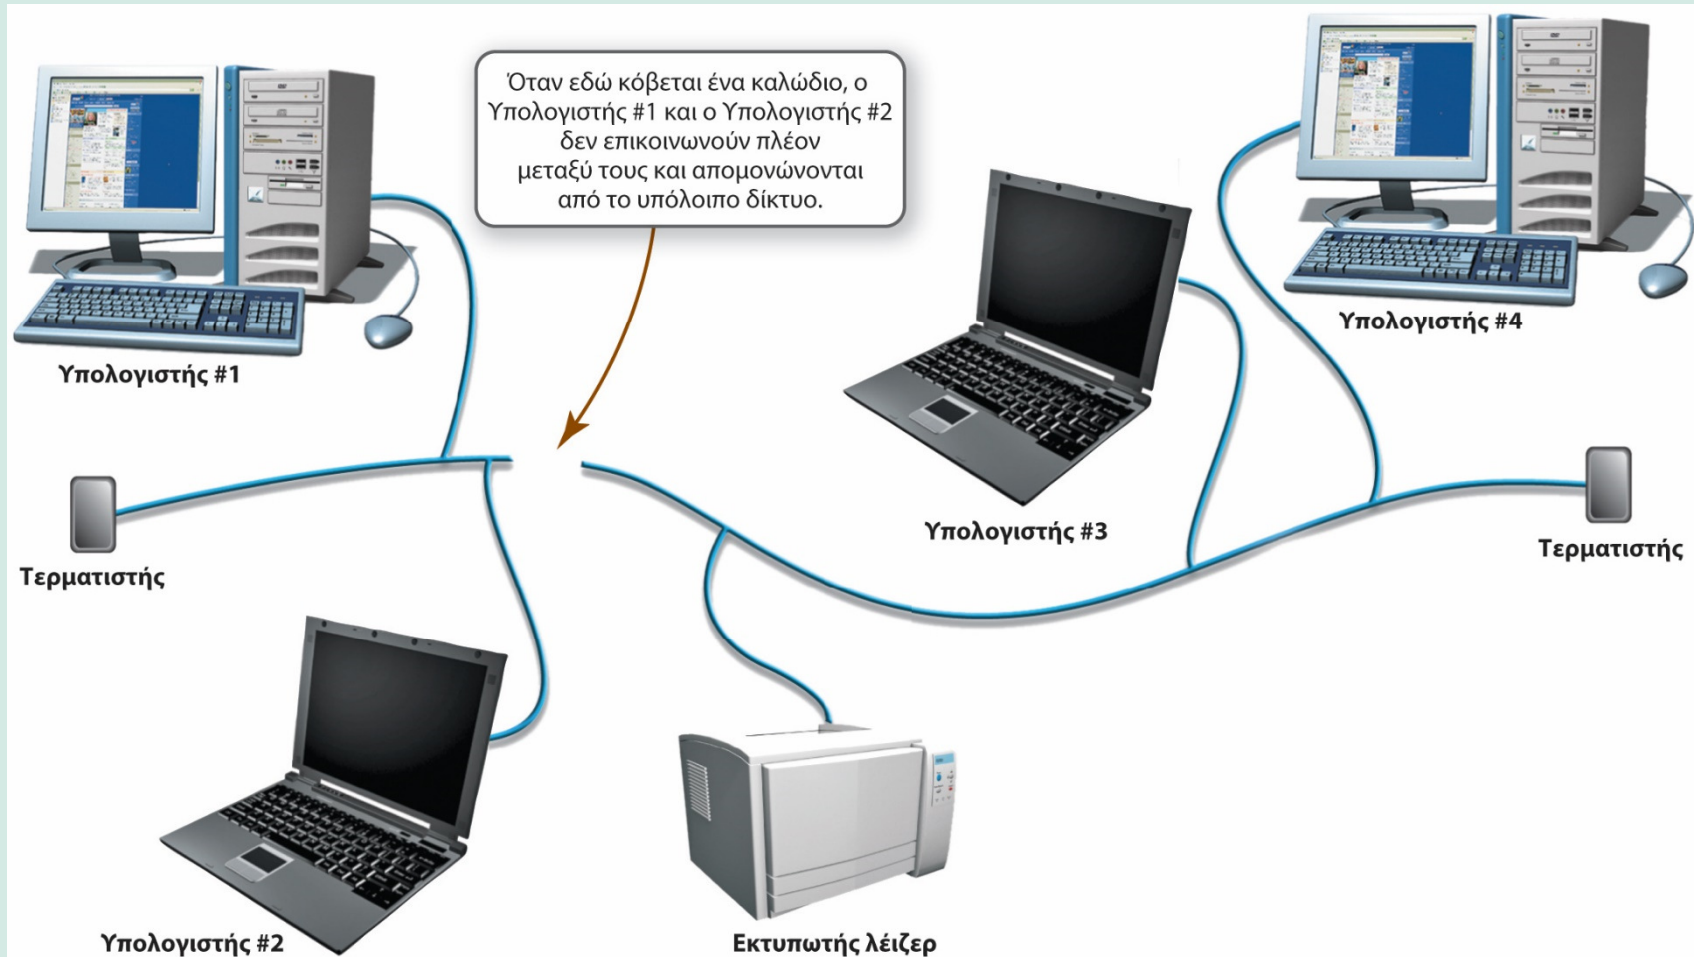 Όταν εδώ κόβεται ένα καλώδιο, ο
Υπολογιστής #1 και ο Υπολογιστής #2
δεν επικοινωνούν πλέον
μεταξύ τους και απομονώνονται
από το υπόλοιπο δίκτυο.
Υπολογιστής #1
Υπολογιστής #4
Υπολογιστής #3
Τερματιστής
Τερματιστής
Υπολογιστής #2
Εκτυπωτής λέιζερ